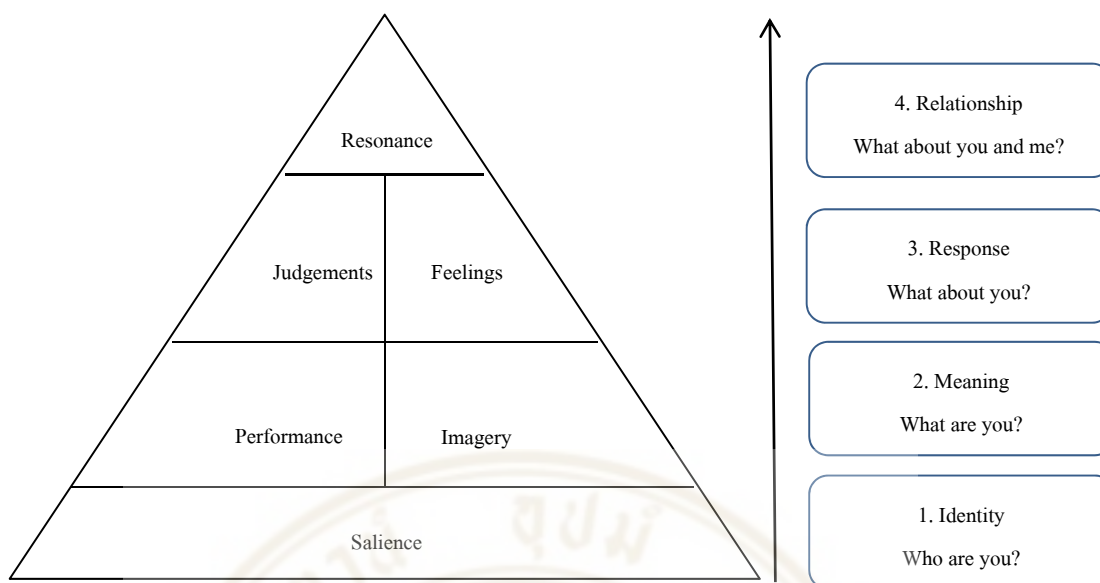 Resonance
Judgements
Feelings
Performance
Imagery
Salience
4. Relationship
What about you and me?
3. Response
What about you?
2. Meaning
What are you?
1. Identity
Who are you?